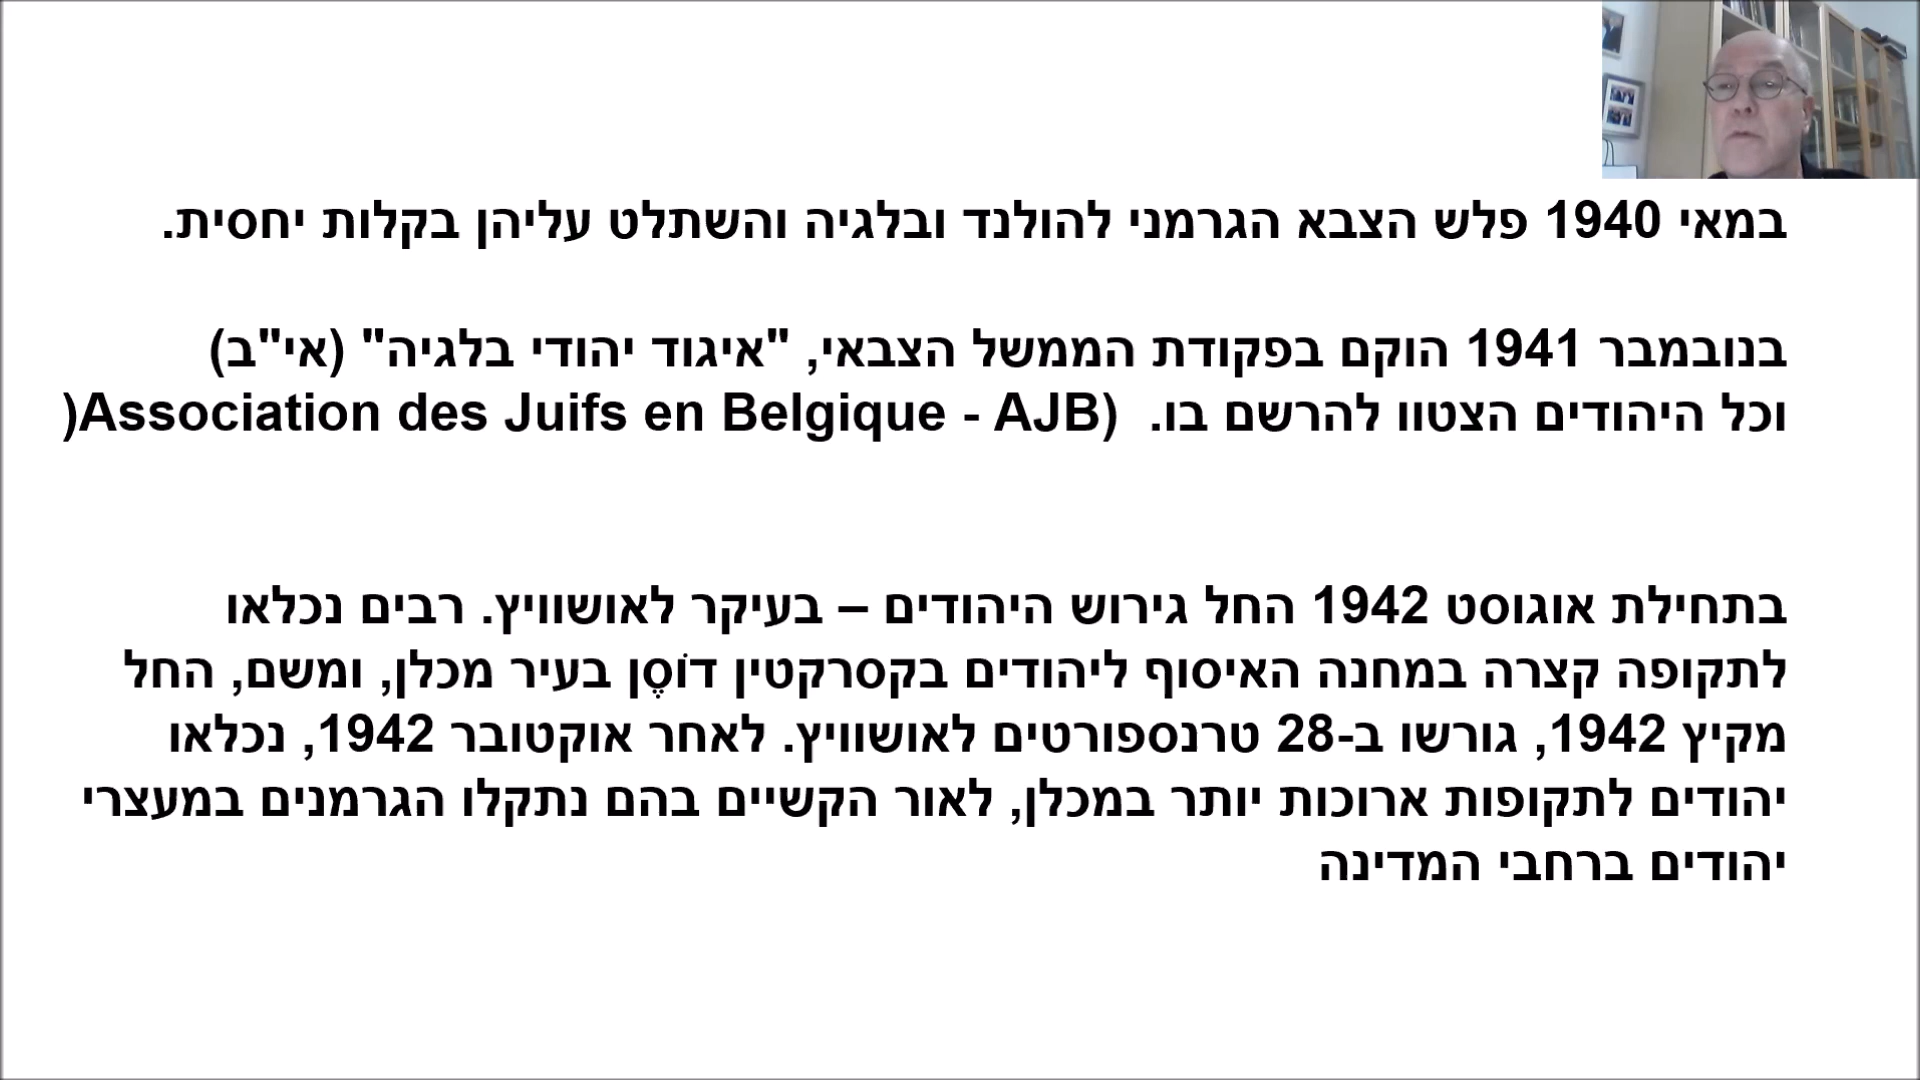 במאי 1940 פלש הצבא הגרמני להולנד ובלגיה והשתלט עליהן בקלות יחסית.
בנובמבר 1941 הוקם בפקודת הממשל הצבאי, "איגוד יהודי בלגיה" (אי"ב)
וכל היהודים הצטוו להרשם בו. (Association des Juifs en Belgique - AJB)
בתחילת אוגוסט 1942 החל גירוש היהודים – בעיקר לאושוויץ. רבים נכלאו
לתקופה קצרה במחנה האיסוף ליהודים בקסרקטין דוֹסֶן בעיר מכלן, ומשם, החל
מקיץ 1942, גורשו ב-28 טרנספורטים לאושוויץ. לאחר אוקטובר 1942, נכלאו
יהודים לתקופות ארוכות יותר במכלן, לאור הקשיים בהם נתקלו הגרמנים במעצרי
יהודים ברחבי המדינה